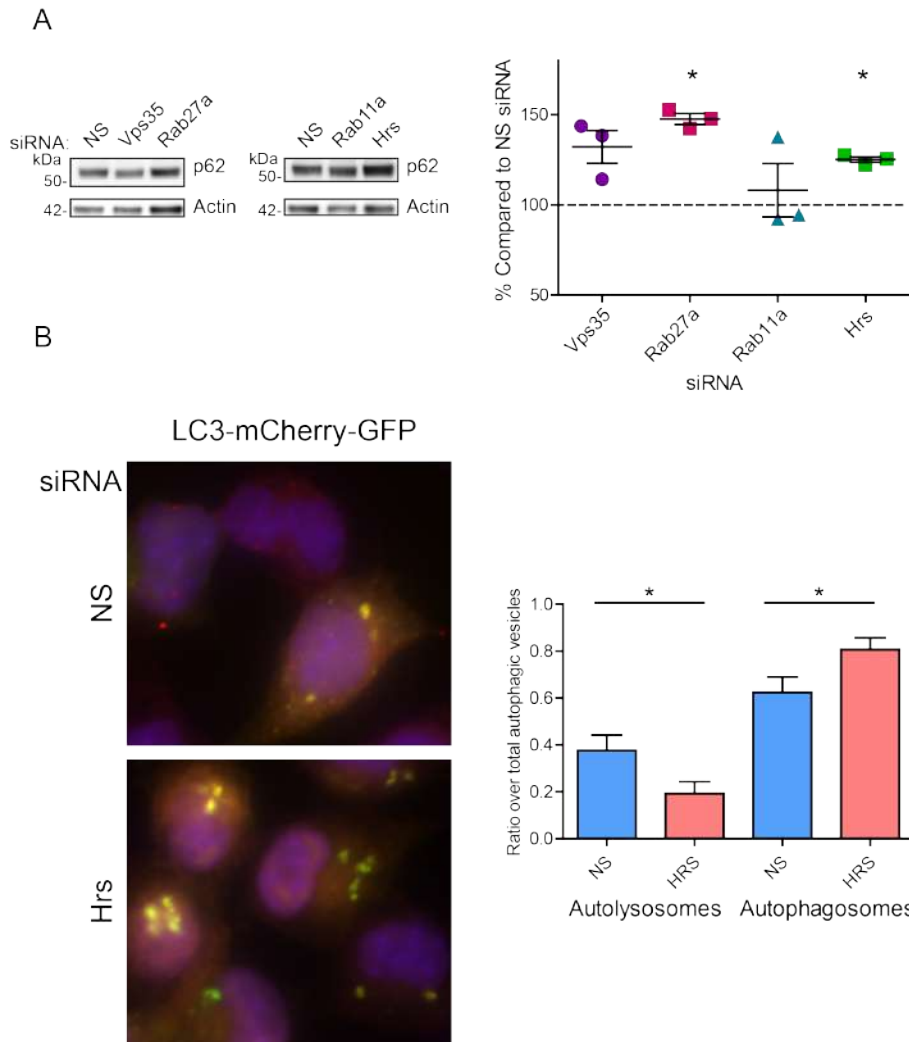 A
siRNA: NS Vps35 Rab27a
kDa
50- p62
42- Actin
NS Rab11a Hrs
kDa
50- p62
42- Actin
% Compared to NS siRNA
150
100
50
* *
Vps35 Rab27a Rab11a Hrs
siRNA
B
LC3-mCherry-GFP
siRNA
NS
Hrs
Ratio over total autophagic vesicles
1.0
0.8
0.6
0.4
0.2
0.0
* *
NS HRS NS HRS
Autolysosomes Autophagosomes